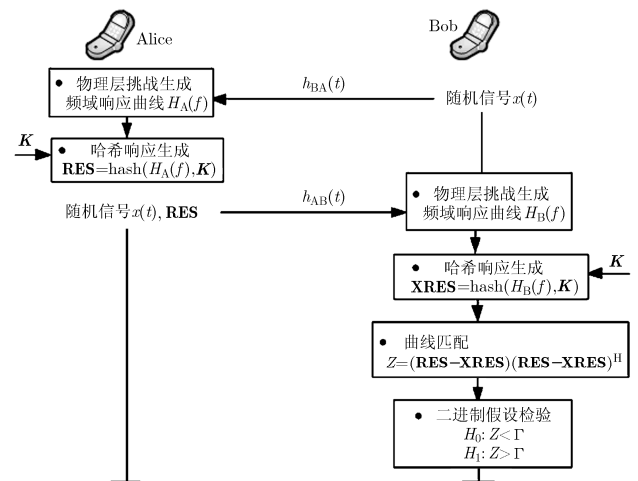 Alice
Bob
● 物理层挑战生成
频域响应曲线 H_A(f)
h_BA(t)
随机信号x(t)
K
● 哈希响应生成
RES=hash(H_A(f),K)
随机信号x(t), RES
h_AB(t)
● 物理层挑战生成
频域响应曲线 H_B(f)
● 哈希响应生成
XRES=hash(H_B(f),K)
K
● 曲线匹配
Z=(RES−XRES)(RES−XRES)^H
● 二进制假设检验
H_0: Z<Γ
H_1: Z>Γ